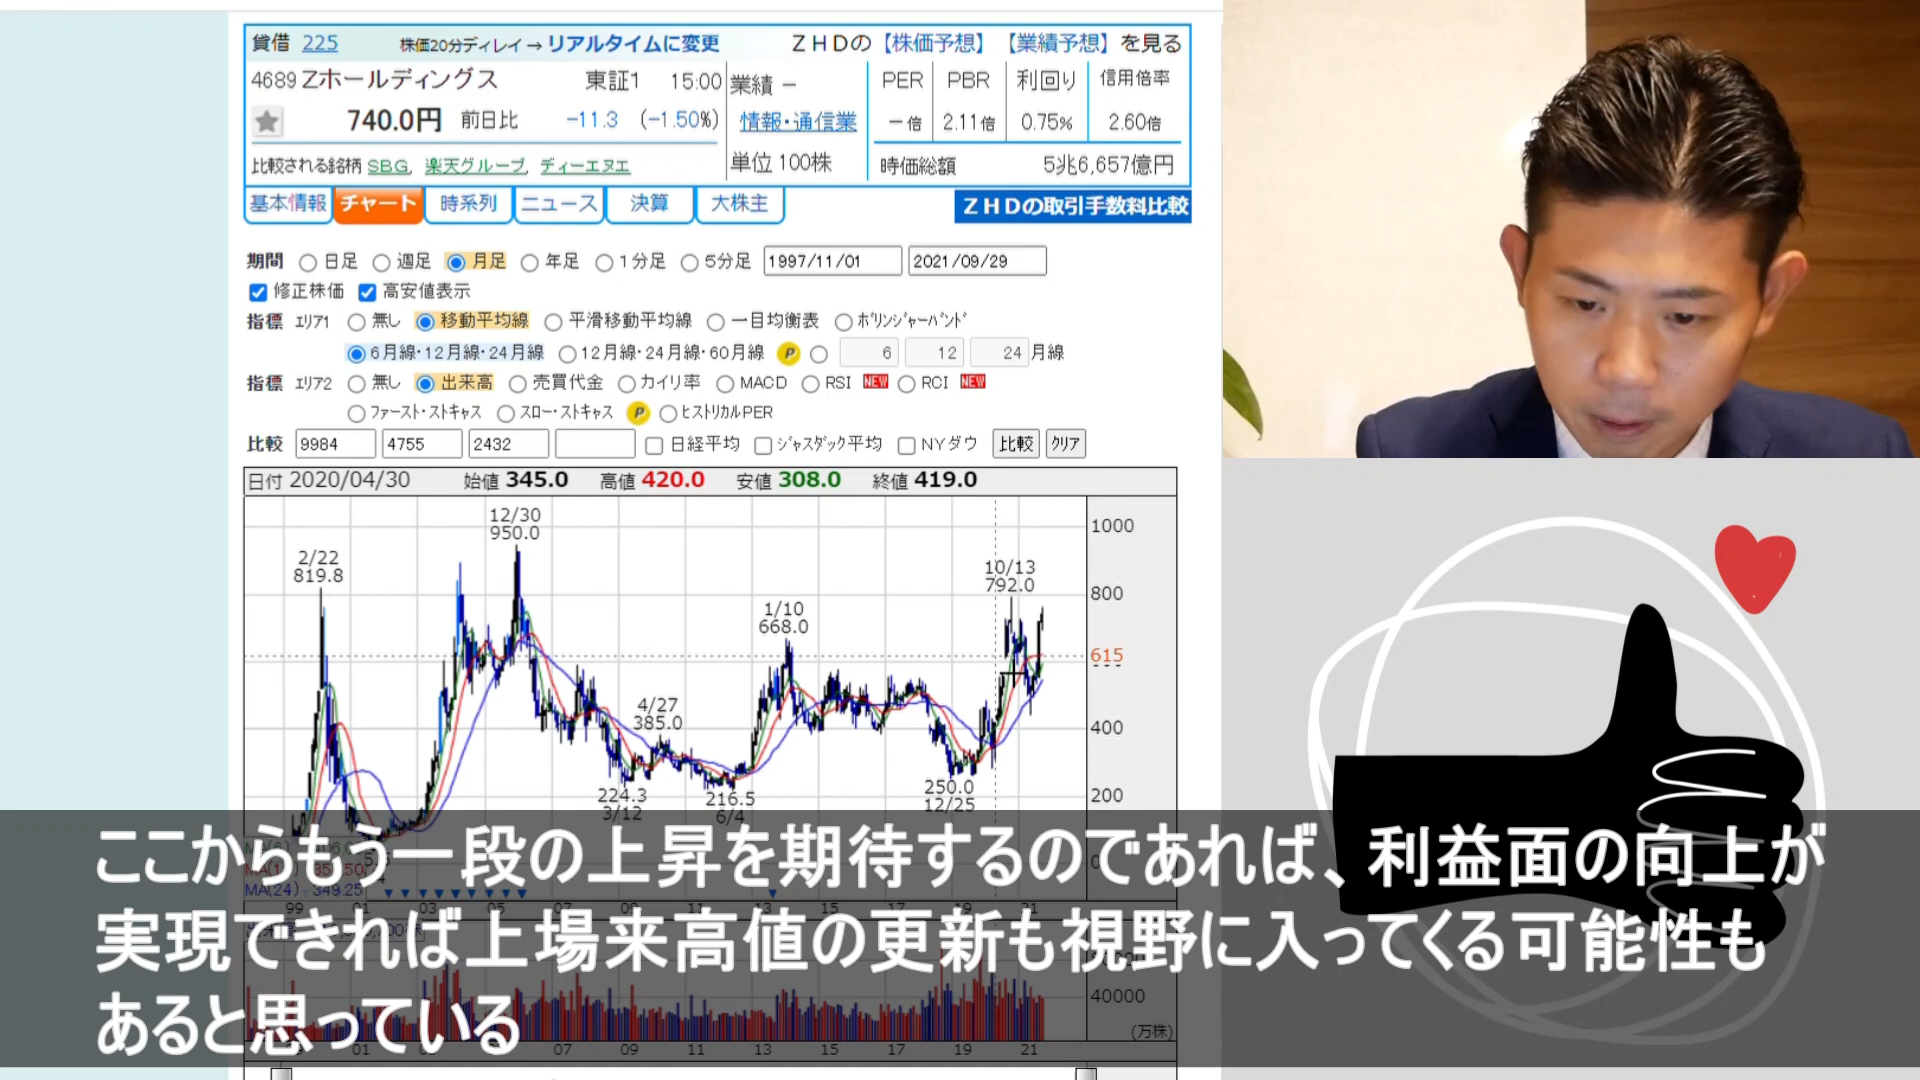 貸借 225 株価20分ディレイ→リアルタイムに変更 ZHDの【株価予想】【業績予想】を見る
4689 Zホールディングス 東証1 15:00 業績 － PER PBR 利回り 信用倍率
740.0円 前日比 -11.3 (-1.50%) 情報・通信業 －倍 2.11倍 0.75% 2.60倍
比較される銘柄 SBG, 楽天グループ, ディーエヌエ 単位 100株 時価総額 5兆6,657億円
基本情報 チャート 時系列 ニュース 決算 大株主 ZHDの取引手数料比較
期間 日足 週足 月足 年足 1分足 5分足 1997/11/01 2021/09/29
修正株価 高安値表示
指標 エリア1 無し 移動平均線 平滑移動平均線 一目均衡表 ボリンジャーバンド
6月線・12月線・24月線 12月線・24月線・60月線 P 6 12 24 月線
指標 エリア2 無し 出来高 売買代金 カイリ率 MACD RSI NEW RCI NEW
ファースト・ストキャス スロー・ストキャス P ヒストリカルPER
比較 9984 4755 2432 日経平均 ジャスダック平均 NYダウ 比較 クリア
日付 2020/04/30 始値 345.0 高値 420.0 安値 308.0 終値 419.0
12/30
950.0
1000
2/22
819.8
10/13
792.0
800
1/10
668.0
615
4/27
385.0
400
224.3
3/12
216.5
6/4
250.0
12/25
200
ここからもう一段の上昇を期待するのであれば、利益面の向上が
MA(24) 349.25
99 01 03 05 07 09 11 13 15 17 19 21
実現できれば上場来高値の更新も視野に入ってくる可能性も
40000
あると思っている
(万株)
01 07 09 11 13 15 17 19 21